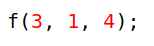 f(3, 1, 4);